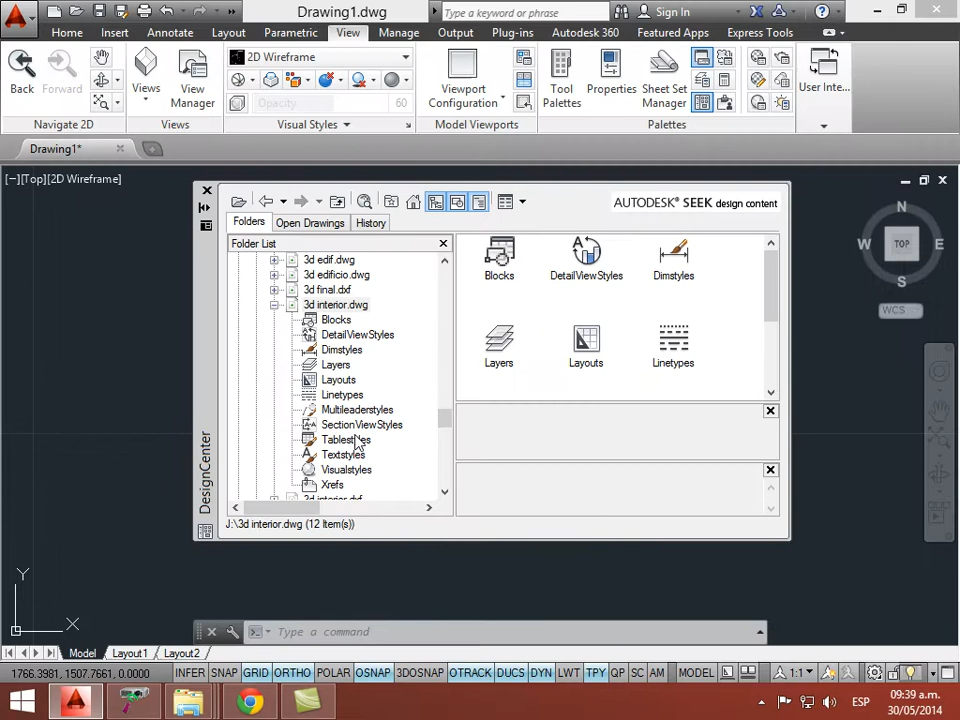 Drawing1.dwg
Type a keyword or phrase
Sign In
Home
Insert
Annotate
Layout
Parametric
View
Manage
Output
Plug-ins
Autodesk 360
Featured Apps
Express Tools
Back
Forward
Navigate 2D
Views
View Manager
Views
2D Wireframe
Opacity
60
Visual Styles
Viewport Configuration
Model Viewports
Tool Palettes
Properties
Sheet Set Manager
Palettes
User Inte...
Drawing1*
[−][Top][2D Wireframe]
AUTODESK® SEEK design content
Folders
Open Drawings
History
Folder List
3d edif.dwg
3d edificio.dwg
3d final.dxf
3d interior.dwg
Blocks
DetailViewStyles
Dimstyles
Layers
Layouts
Linetypes
Multileaderstyles
SectionViewStyles
Tablestyles
Textstyles
Visualstyles
Xrefs
3d interior.dxf
J:\3d interior.dwg (12 Item(s))
Blocks
DetailViewStyles
Dimstyles
Layers
Layouts
Linetypes
DesignCenter
N
W
TOP
E
S
WCS
Y
X
Type a command
Model
Layout1
Layout2
1766.3981, 1507.7661, 0.0000
INFER
SNAP
GRID
ORTHO
POLAR
OSNAP
3DOSNAP
OTRACK
DUCS
DYN
LWT
TPY
QP
SC
AM
MODEL
1:1
ESP
09:39 a.m.
30/05/2014